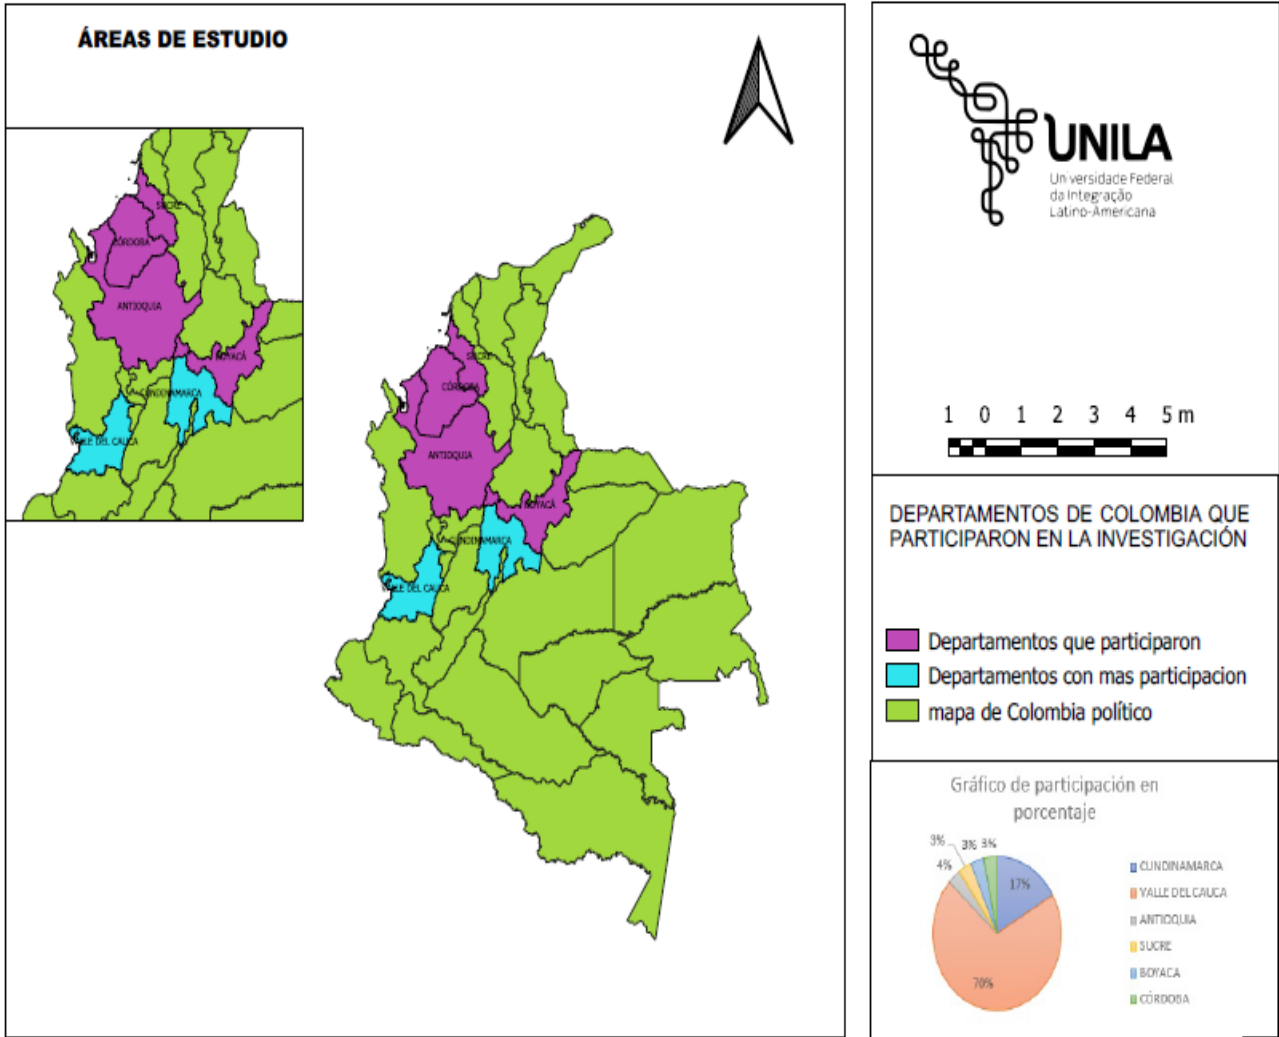 ÁREAS DE ESTUDIO
SUCRE
CÓRDOBA
ANTIOQUIA
BOYACÁ
CUNDINAMARCA
VALLE DEL CAUCA
SUCRE
CÓRDOBA
ANTIOQUIA
BOYACÁ
CUNDINAMARCA
VALLE DEL CAUCA
UNILA
Universidade Federal
da Integração
Latino-Americana
1 0 1 2 3 4 5 m
DEPARTAMENTOS DE COLOMBIA QUE
PARTICIPARON EN LA INVESTIGACIÓN
Departamentos que participaron
Departamentos con mas participacion
mapa de Colombia político
Gráfico de participación en
porcentaje
3% 3% 3%
4%
17%
70%
CUNDINAMARCA
VALLE DEL CAUCA
ANTIOQUIA
SUCRE
BOYACA
CÓRDOBA